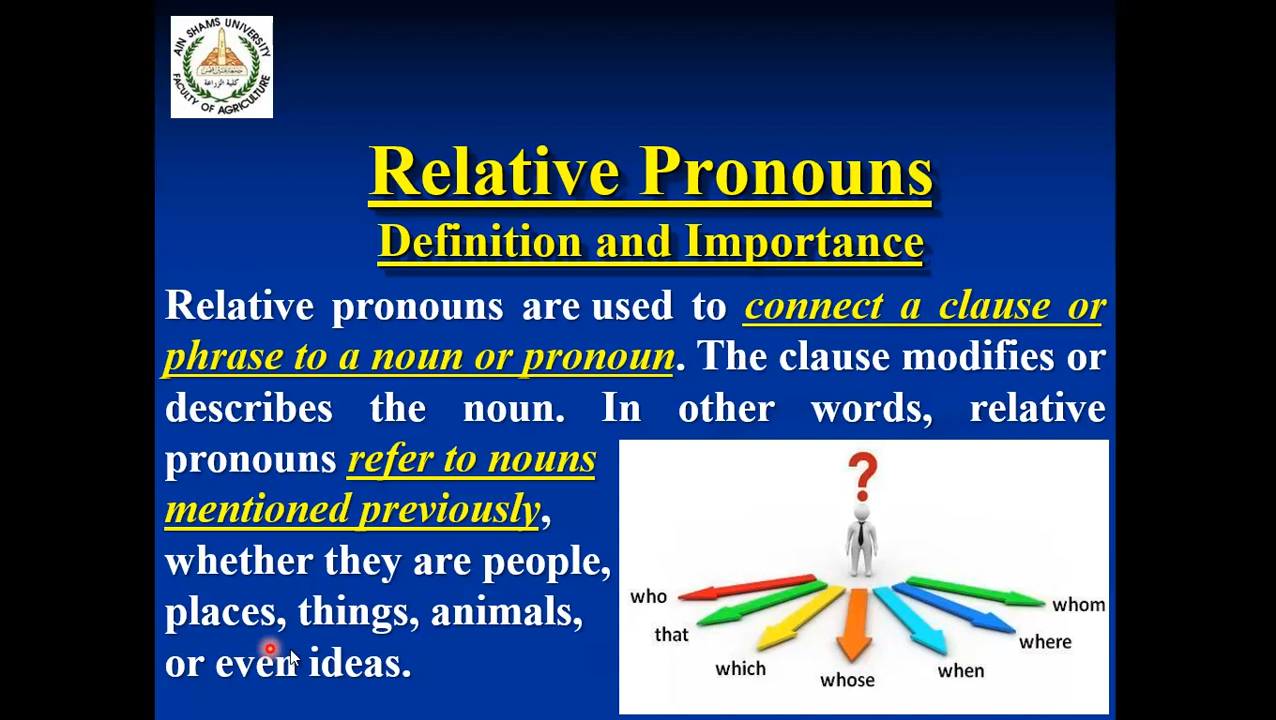 AIN SHAMS UNIVERSITY
FACULTY OF AGRICULTURE
Relative Pronouns
Definition and Importance
Relative pronouns are used to connect a clause or
phrase to a noun or pronoun. The clause modifies or
describes the noun. In other words, relative
pronouns refer to nouns
mentioned previously,
whether they are people,
places, things, animals,
or even ideas.
?
who
whom
that
where
which
when
whose